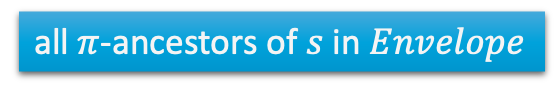 all π-ancestors of s in Envelope